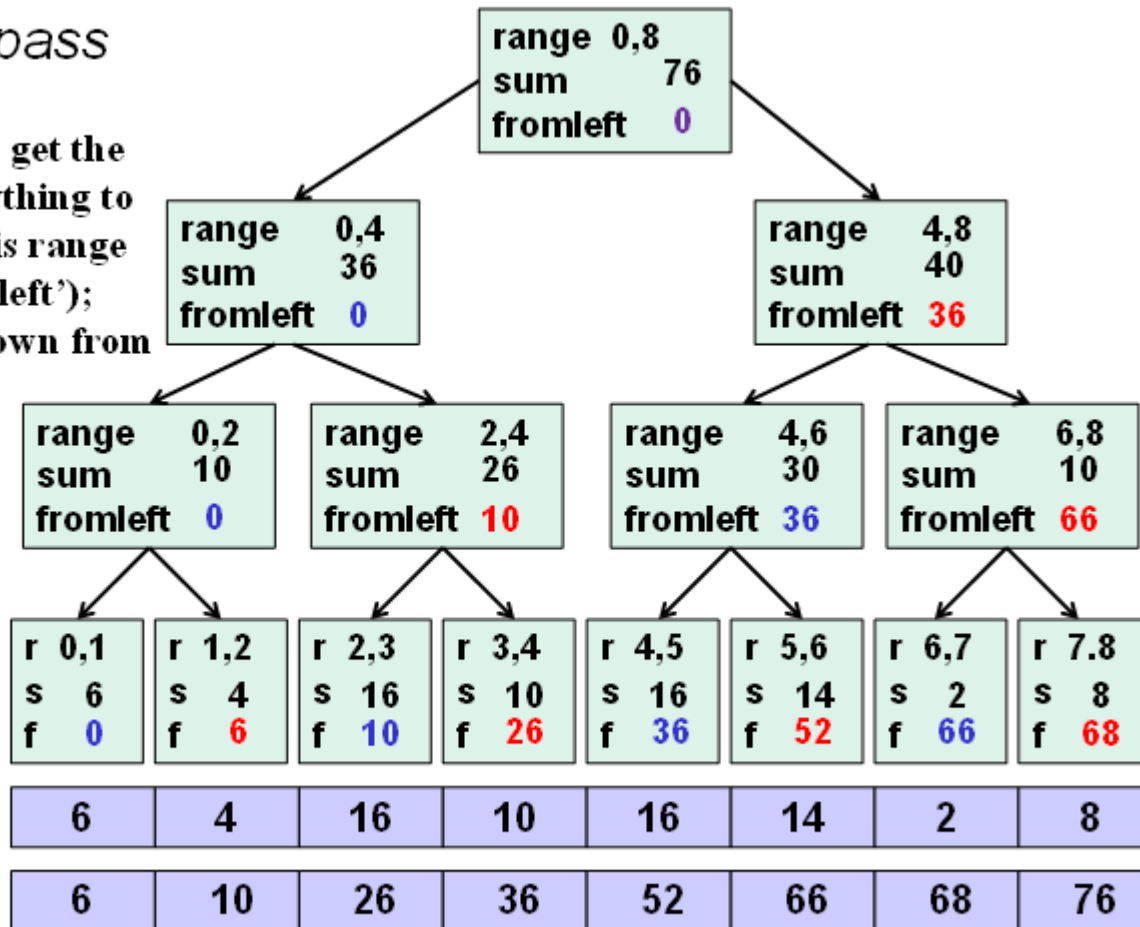 pass
get the
thing to
is range
left’);
own from
range 0,8
sum 76
fromleft 0
range 0,4
sum 36
fromleft 0
range 4,8
sum 40
fromleft 36
range 0,2
sum 10
fromleft 0
range 2,4
sum 26
fromleft 10
range 4,6
sum 30
fromleft 36
range 6,8
sum 10
fromleft 66
r 0,1
s 6
f 0
r 1,2
s 4
f 6
r 2,3
s 16
f 10
r 3,4
s 10
f 26
r 4,5
s 16
f 36
r 5,6
s 14
f 52
r 6,7
s 2
f 66
r 7.8
s 8
f 68
6 4 16 10 16 14 2 8
6 10 26 36 52 66 68 76